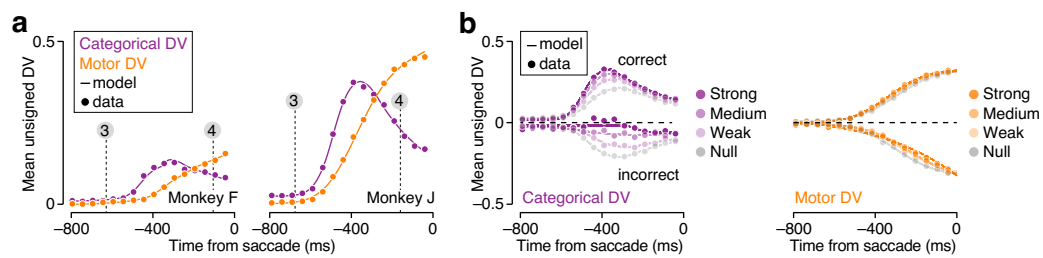 a
Mean unsigned DV
0.5
0
Categorical DV
Motor DV
model
data
3
4
Monkey F
−800
−400
0
Time from saccade (ms)
3
4
Monkey J
−800
−400
0
Time from saccade (ms)
b
Mean unsigned DV
0.5
0
−0.5
model
data
correct
incorrect
Categorical DV
Strong
Medium
Weak
Null
−800
−400
0
Time from saccade (ms)
Motor DV
Strong
Medium
Weak
Null
−800
−400
0
Time from saccade (ms)